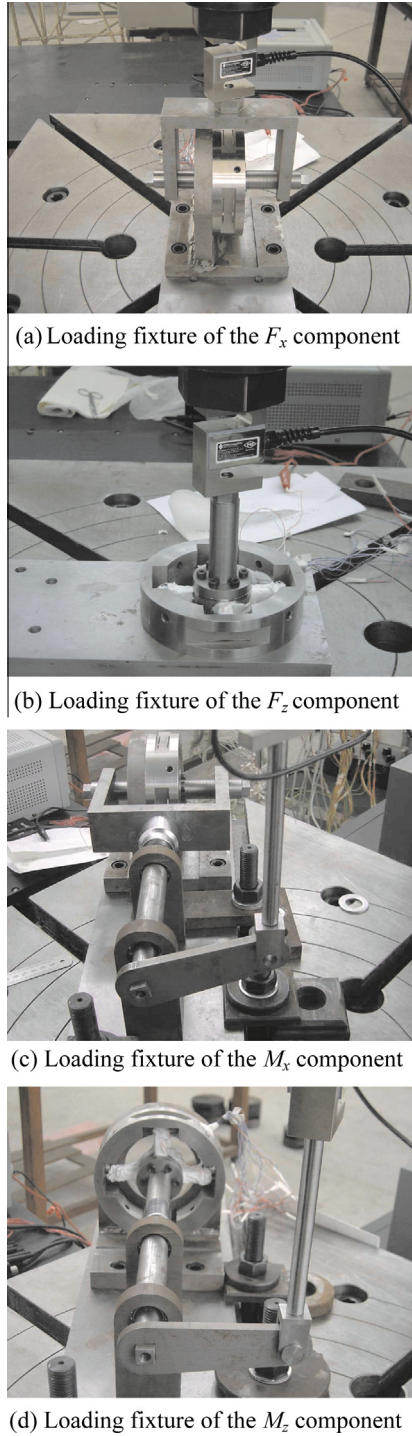 (a) Loading fixture of the Fx component
(b) Loading fixture of the Fz component
(c) Loading fixture of the Mx component
(d) Loading fixture of the Mz component